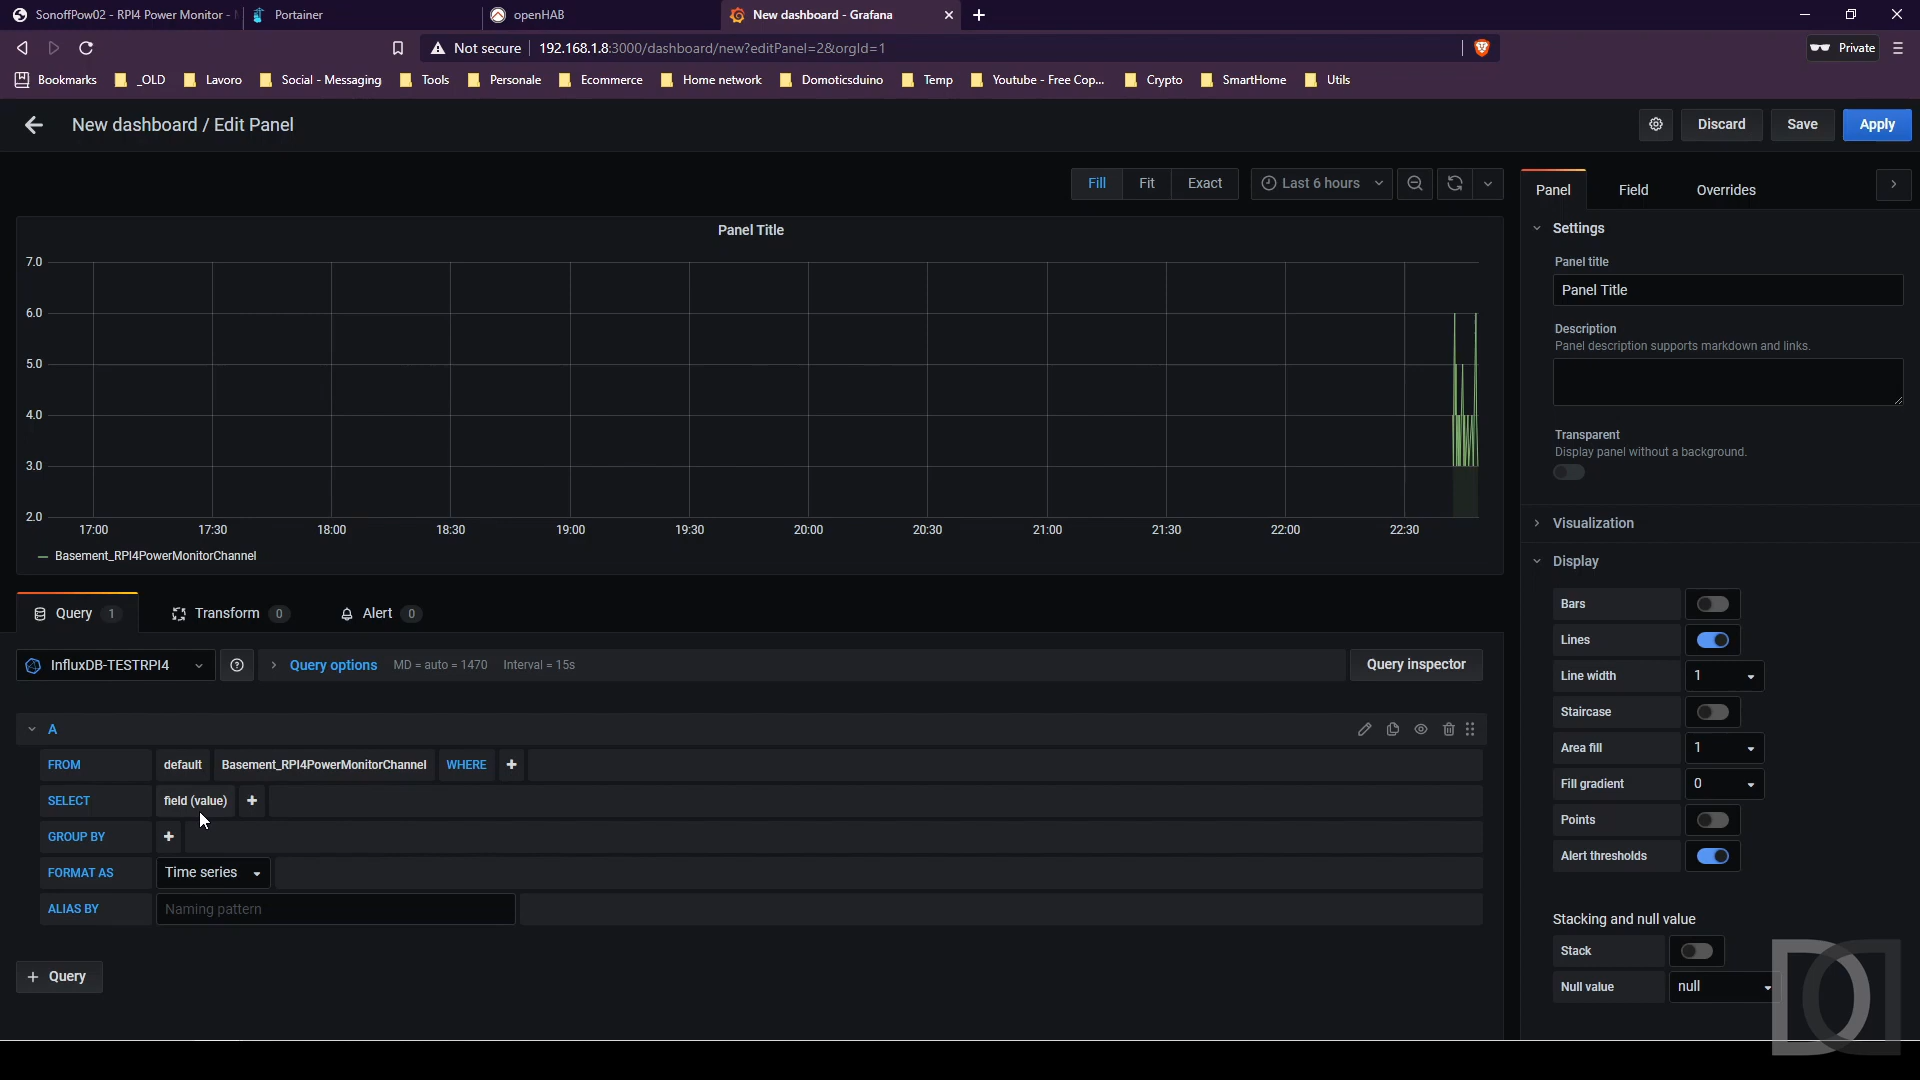 SonoffPow02 - RPI4 Power Monitor -
Portainer
openHAB
New dashboard - Grafana
Not secure
192.168.1.8:3000/dashboard/new?editPanel=2&orgId=1
Private
Bookmarks
_OLD
Lavoro
Social - Messaging
Tools
Personale
Ecommerce
Home network
Domoticsduino
Temp
Youtube - Free Cop...
Crypto
SmartHome
Utils
New dashboard / Edit Panel
Discard
Save
Apply
Fill
Fit
Exact
Last 6 hours
Panel
Field
Overrides
Panel Title
7.0
6.0
5.0
4.0
3.0
2.0
17:00
17:30
18:00
18:30
19:00
19:30
20:00
20:30
21:00
21:30
22:00
22:30
Basement_RPI4PowerMonitorChannel
Settings
Panel title
Panel Title
Description
Panel description supports markdown and links.
Transparent
Display panel without a background.
Visualization
Display
Bars
Lines
Line width
1
Staircase
Area fill
1
Fill gradient
0
Points
Alert thresholds
Stacking and null value
Stack
Null value
null
Query 1
Transform 0
Alert 0
InfluxDB-TESTRPI4
Query options
MD = auto = 1470
Interval = 15s
Query inspector
A
FROM
default
Basement_RPI4PowerMonitorChannel
WHERE
+
SELECT
field (value)
+
GROUP BY
+
FORMAT AS
Time series
ALIAS BY
Naming pattern
+ Query
DD